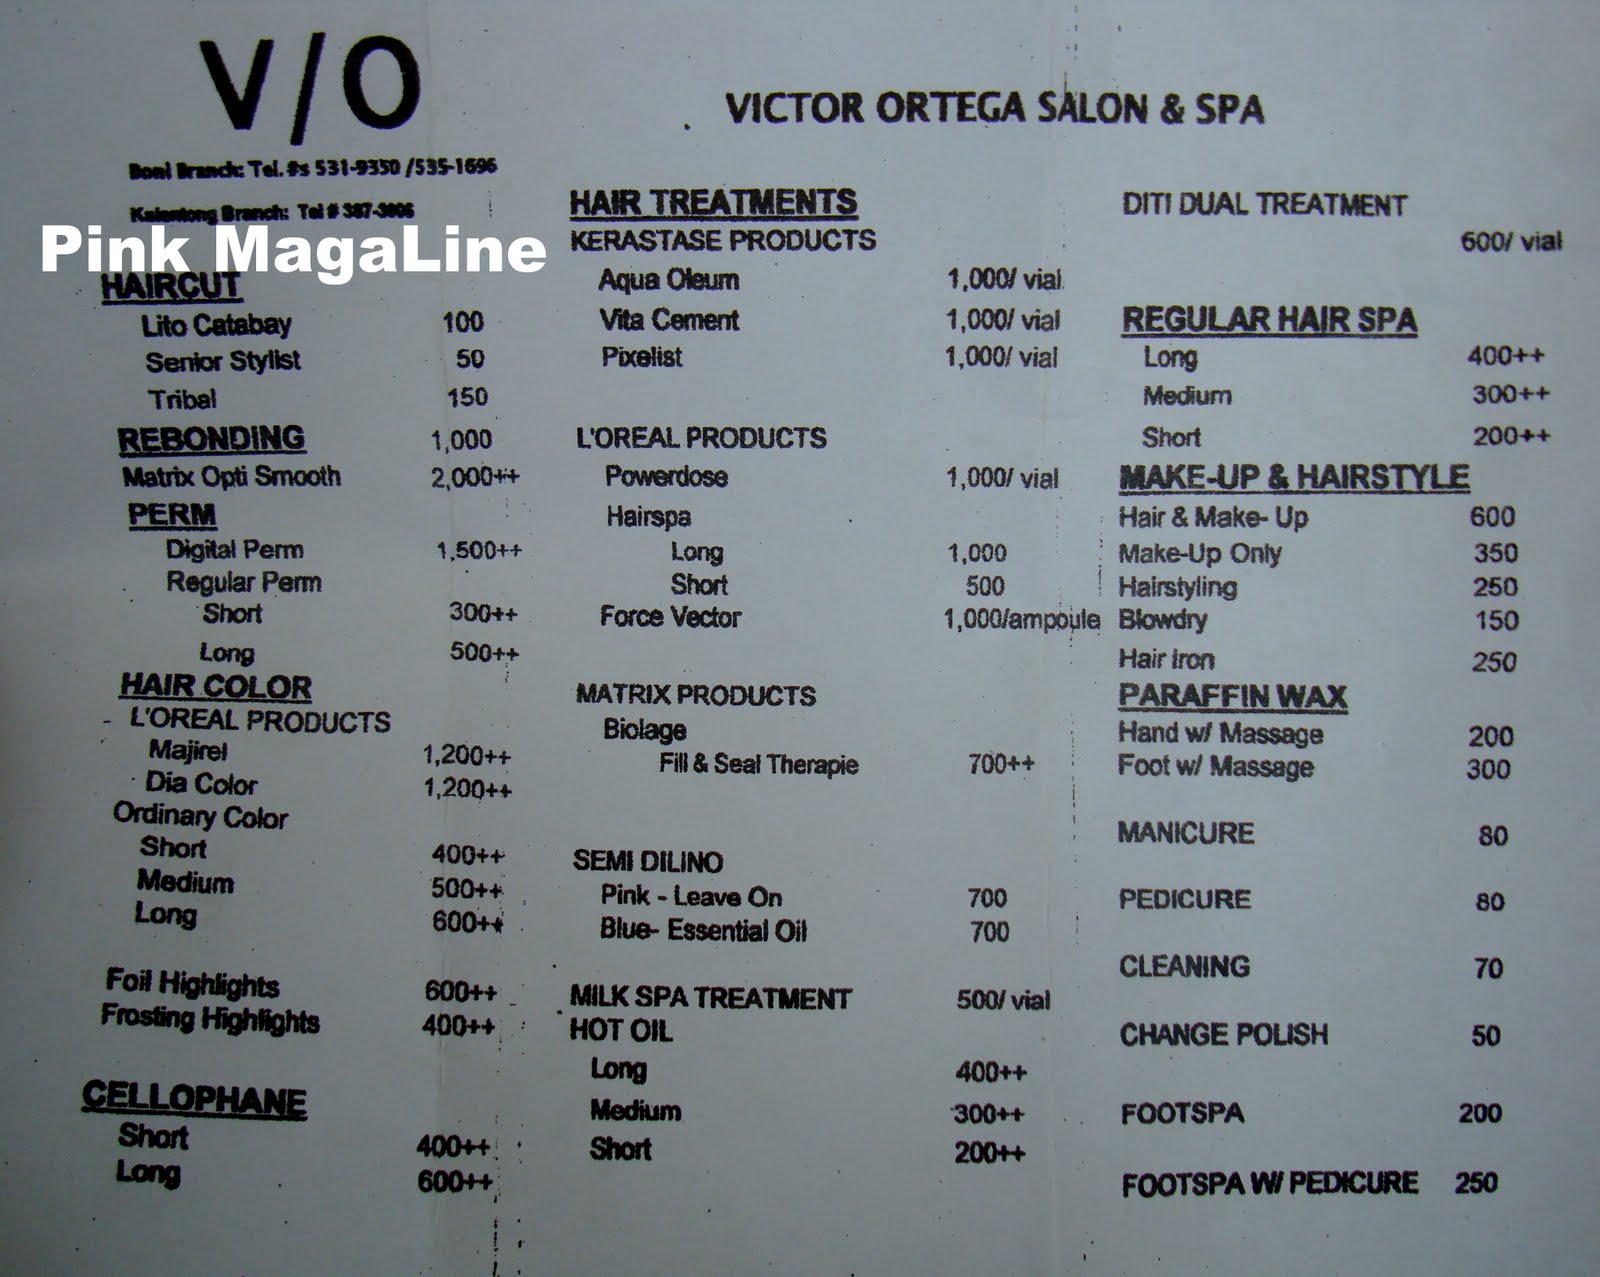 V/O
VICTOR ORTEGA SALON & SPA
Boni Branch: Tel. #s 531-9350 /535-1696
Kalentong Branch: Tel # 387-3906
Pink MagaLine
HAIRCUT
Lito Catabay 100
Senior Stylist 50
Tribal 150
REBONDING 1,000
Matrix Opti Smooth 2,000++
PERM
Digital Perm 1,500++
Regular Perm
Short 300++
Long 500++
HAIR COLOR
L'OREAL PRODUCTS
Majirel 1,200++
Dia Color 1,200++
Ordinary Color
Short 400++
Medium 500++
Long 600++
Foil Highlights 600++
Frosting Highlights 400++
CELLOPHANE
Short 400++
Long 600++
HAIR TREATMENTS
KERASTASE PRODUCTS
Aqua Oleum 1,000/ vial
Vita Cement 1,000/ vial
Pixelist 1,000/ vial
L'OREAL PRODUCTS
Powerdose 1,000/ vial
Hairspa
Long 1,000
Short 500
Force Vector 1,000/ampoule
MATRIX PRODUCTS
Biolage
Fill & Seal Therapie 700++
SEMI DILINO
Pink - Leave On 700
Blue- Essential Oil 700
MILK SPA TREATMENT 500/ vial
HOT OIL
Long 400++
Medium 300++
Short 200++
DITI DUAL TREATMENT
600/ vial
REGULAR HAIR SPA
Long 400++
Medium 300++
Short 200++
MAKE-UP & HAIRSTYLE
Hair & Make- Up 600
Make-Up Only 350
Hairstyling 250
Blowdry 150
Hair Iron 250
PARAFFIN WAX
Hand w/ Massage 200
Foot w/ Massage 300
MANICURE 80
PEDICURE 80
CLEANING 70
CHANGE POLISH 50
FOOTSPA 200
FOOTSPA W/ PEDICURE 250